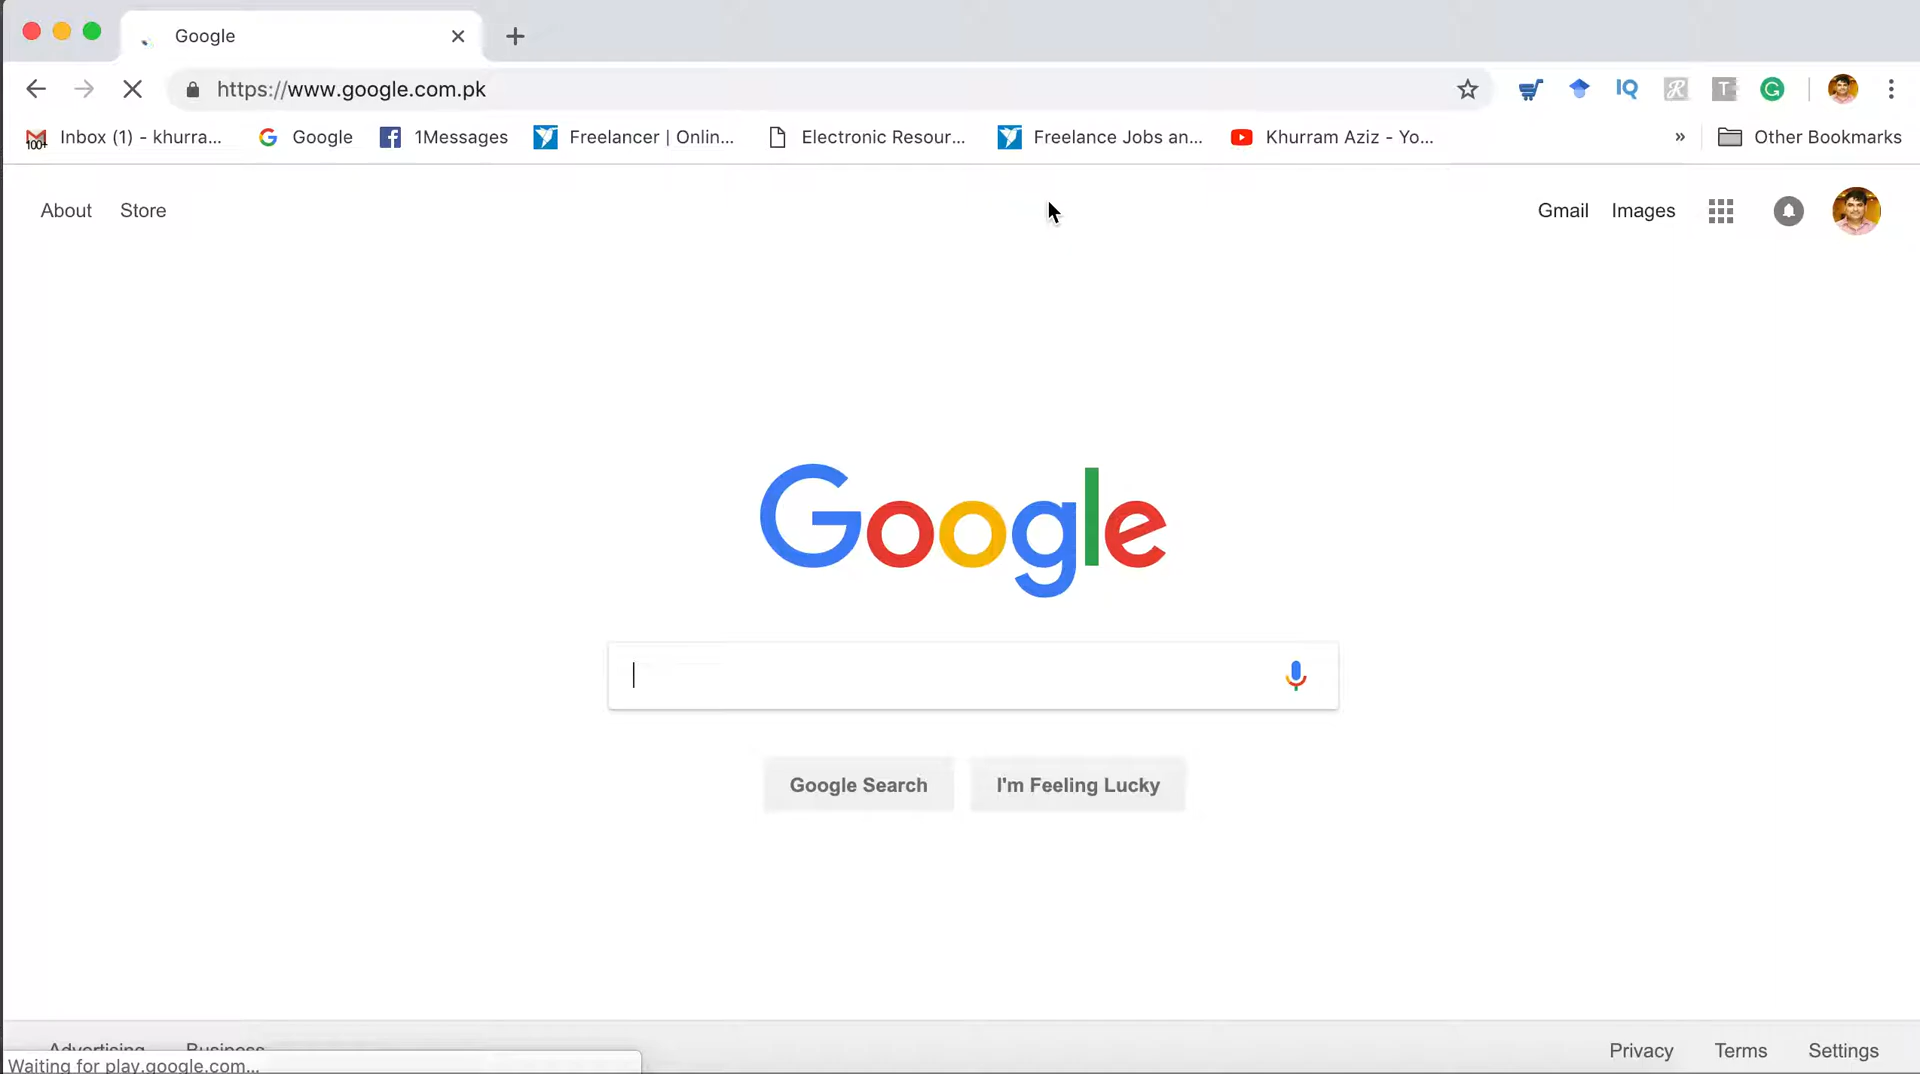 Google
https://www.google.com.pk
100+ Inbox (1) - khurra... Google 1Messages Freelancer | Onlin... Electronic Resour... Freelance Jobs an... Khurram Aziz - Yo... » Other Bookmarks
About Store Gmail Images
Google
Google Search I'm Feeling Lucky
Advertising Business Privacy Terms Settings
Waiting for play.google.com...